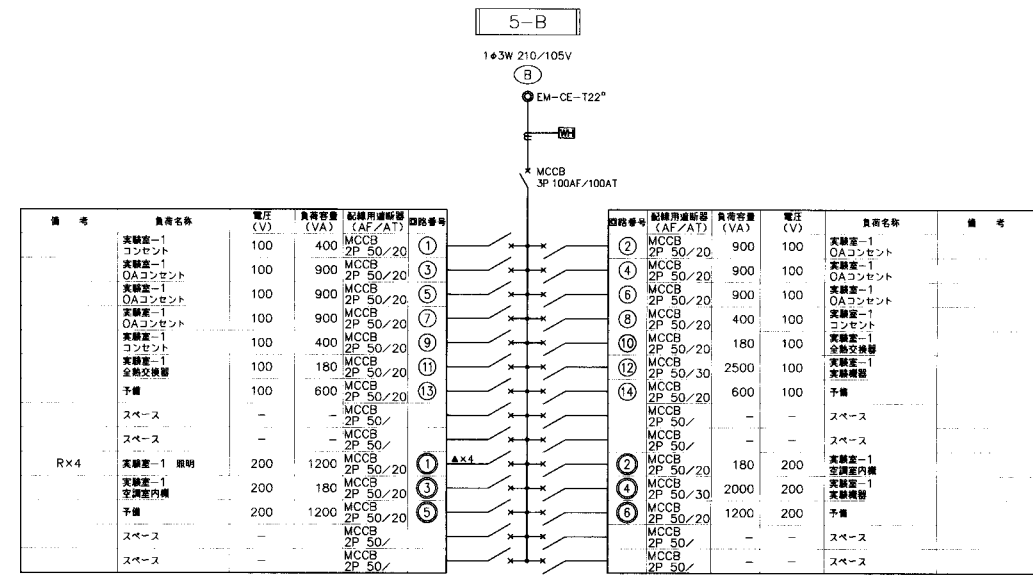 5-B
1φ3W 210/105V
B
EM-CE-T22□
WH
MCCB
3P 100AF/100AT
備 考 負荷名称 電圧(V) 負荷容量(VA) 配線用遮断器(AF/AT) 回路番号 回路番号 配線用遮断器(AF/AT) 負荷容量(VA) 電圧(V) 負荷名称 備 考
実験室-1 コンセント 100 400 MCCB 2P 50/20 ① ② MCCB 2P 50/20 900 100 実験室-1 OAコンセント
実験室-1 OAコンセント 100 900 MCCB 2P 50/20 ③ ④ MCCB 2P 50/20 900 100 実験室-1 OAコンセント
実験室-1 OAコンセント 100 900 MCCB 2P 50/20 ⑤ ⑥ MCCB 2P 50/20 900 100 実験室-1 OAコンセント
実験室-1 OAコンセント 100 900 MCCB 2P 50/20 ⑦ ⑧ MCCB 2P 50/20 400 100 実験室-1 コンセント
実験室-1 コンセント 100 400 MCCB 2P 50/20 ⑨ ⑩ MCCB 2P 50/20 180 100 実験室-1 全熱交換器
実験室-1 全熱交換器 100 180 MCCB 2P 50/20 ⑪ ⑫ MCCB 2P 50/30 2500 100 実験室-1 実験機器
予備 100 600 MCCB 2P 50/20 ⑬ ⑭ MCCB 2P 50/20 600 100 予備
スペース - - MCCB 2P 50/ MCCB 2P 50/ - - スペース
スペース - - MCCB 2P 50/ MCCB 2P 50/ - - スペース
R×4 実験室-1 照明 200 1200 MCCB 2P 50/20 ① ▲×4 ② MCCB 2P 50/20 180 200 実験室-1 空調室内機
実験室-1 空調室内機 200 180 MCCB 2P 50/20 ③ ④ MCCB 2P 50/30 2000 200 実験室-1 実験機器
予備 200 1200 MCCB 2P 50/20 ⑤ ⑥ MCCB 2P 50/20 1200 200 予備
スペース - MCCB 2P 50/ MCCB 2P 50/ - - スペース
スペース - MCCB 2P 50/ MCCB 2P 50/ - - スペース